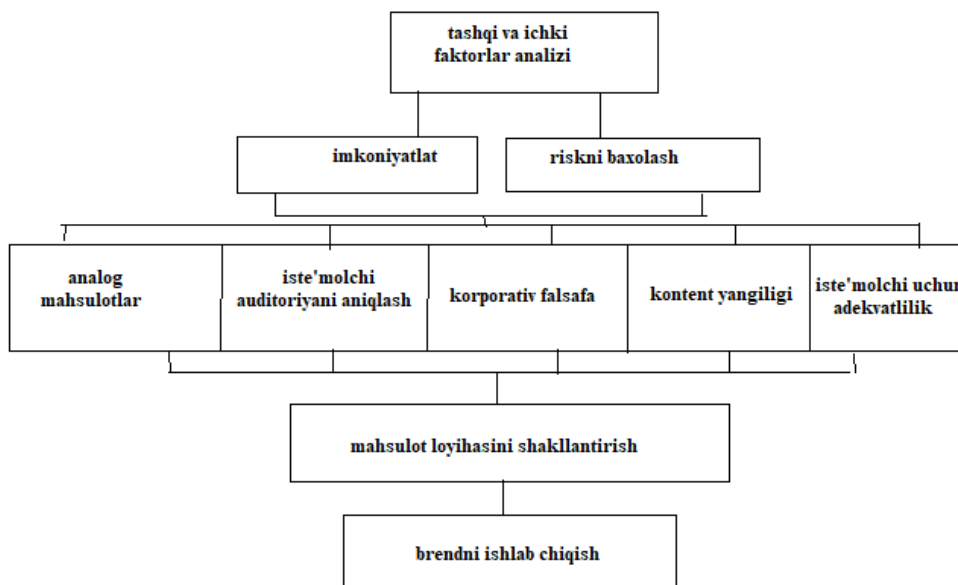 tashqi va ichki
faktorlar analizi
imkoniyatlat
riskni baxolash
analog
mahsulotlar
iste'molchi
auditoriyani aniqlash
korporativ falsafa
kontent yangiligi
iste'molchi uchun
adekvatlilik
mahsulot loyihasini shakllantirish
brendni ishlab chiqish